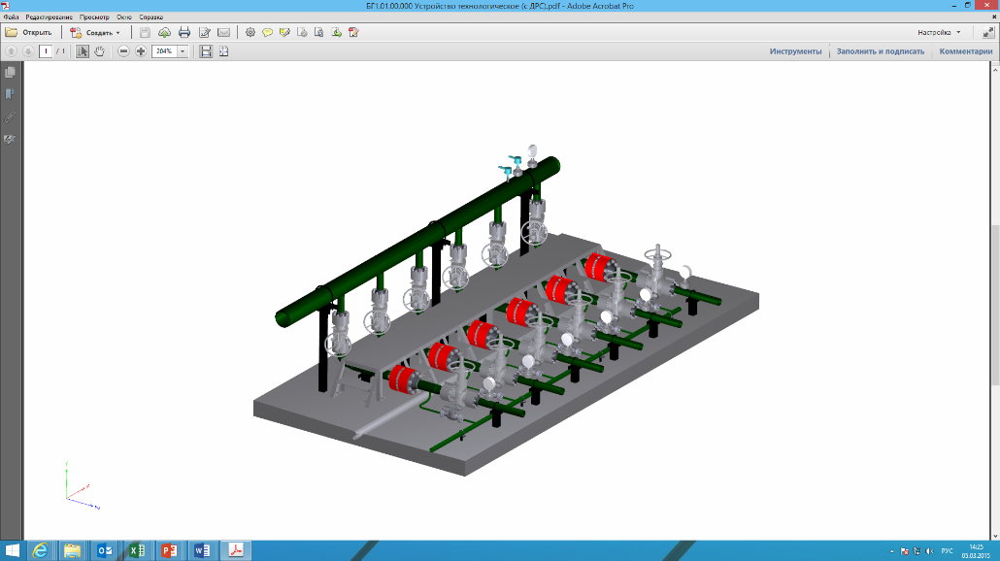 БГ1.01.00.000 Устройство технологическое (с ДРС).pdf - Adobe Acrobat Pro
Файл Редактирование Просмотр Окно Справка
Открыть Создать Настройка
1 / 1 204% Инструменты Заполнить и подписать Комментарии
РУС 14:25
05.03.2015